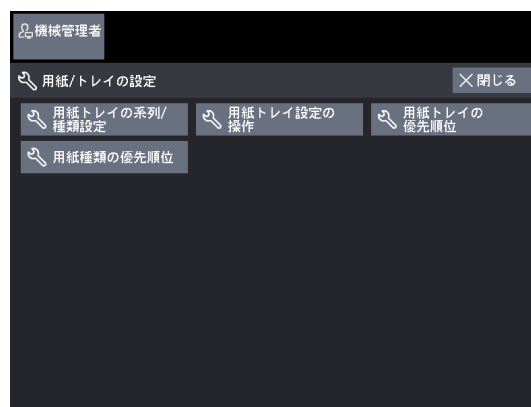 機械管理者
用紙/トレイの設定
閉じる
用紙トレイの系列/
種類設定
用紙トレイ設定の
操作
用紙トレイの
優先順位
用紙種類の優先順位